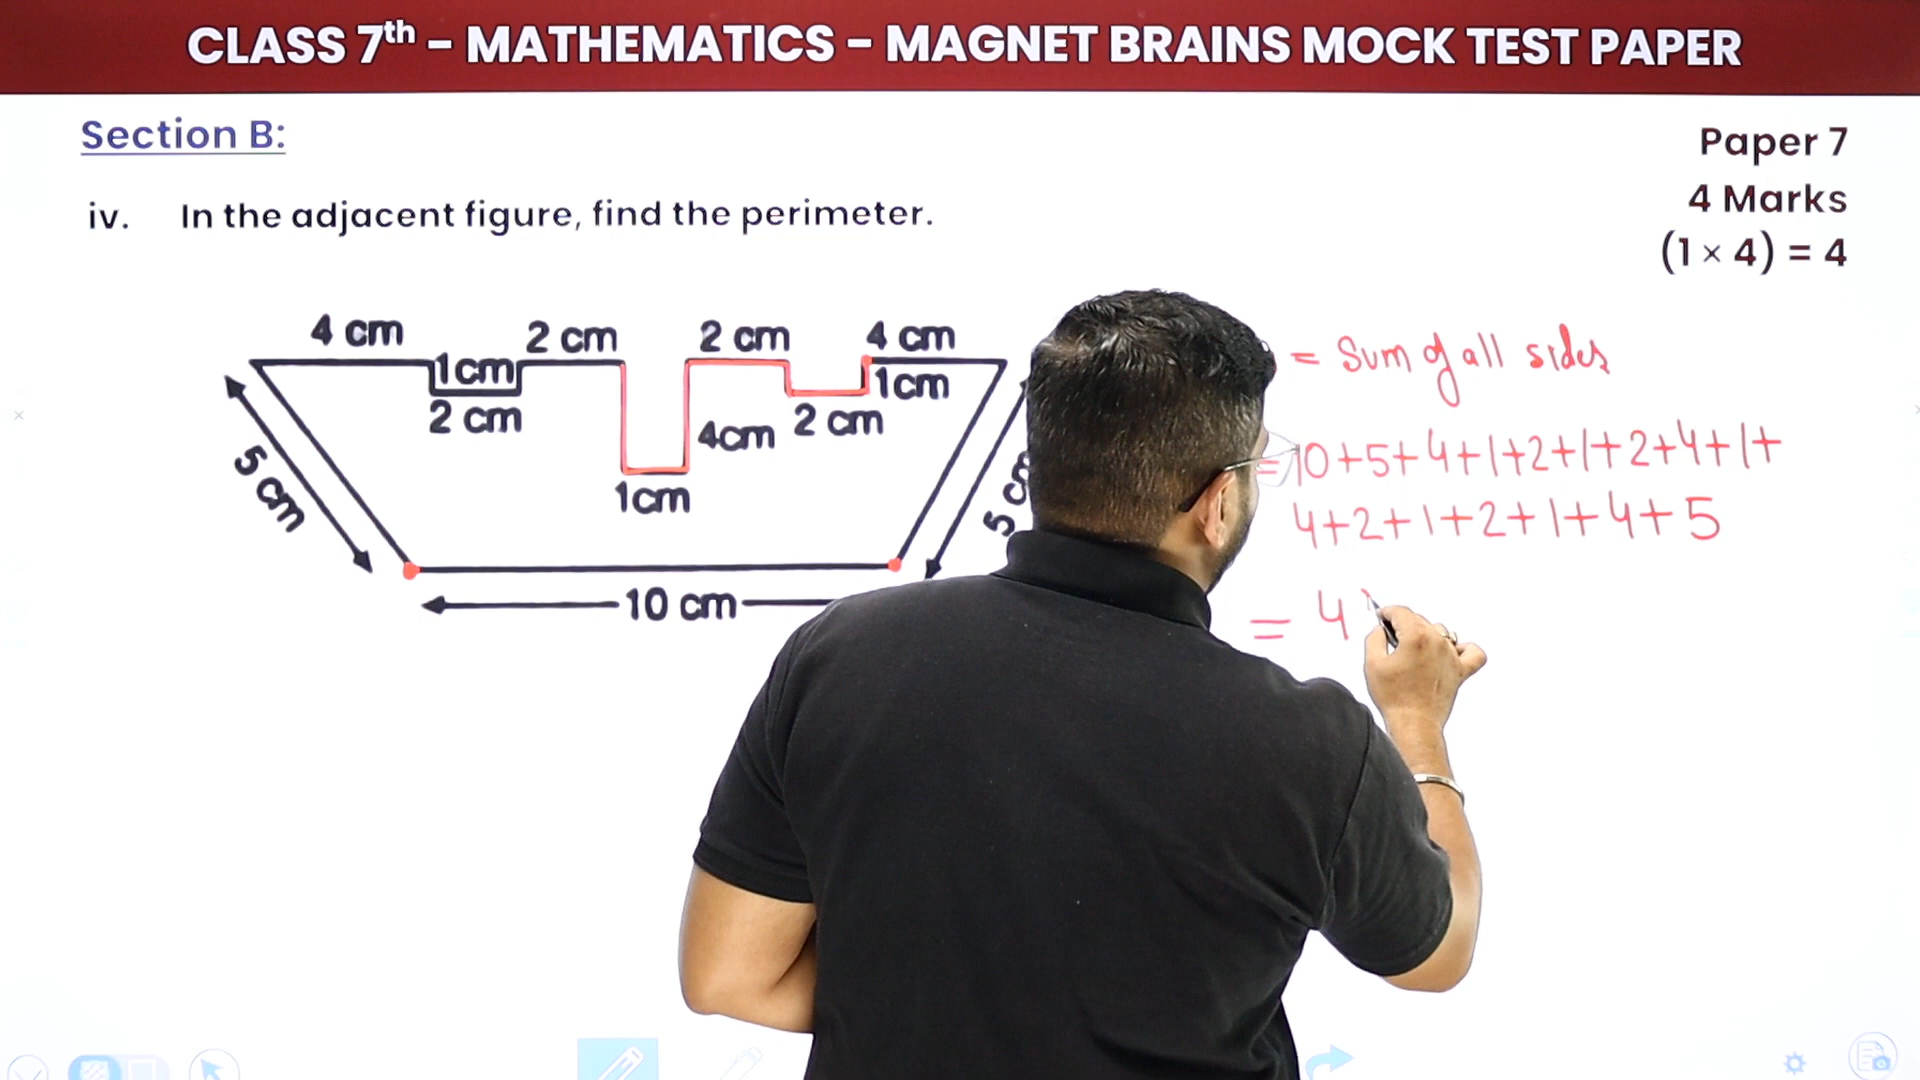 CLASS 7th – MATHEMATICS – MAGNET BRAINS MOCK TEST PAPER
Section B:
Paper 7
4 Marks
(1 × 4) = 4
iv. In the adjacent figure, find the perimeter.
4 cm
1cm
2 cm
2 cm
2 cm
4 cm
1cm
2 cm
4cm
1cm
5 cm
5
10 cm
= Sum of all sides
= 10+5+4+1+2+1+2+4+1+
4+2+1+2+1+4+5
= 4